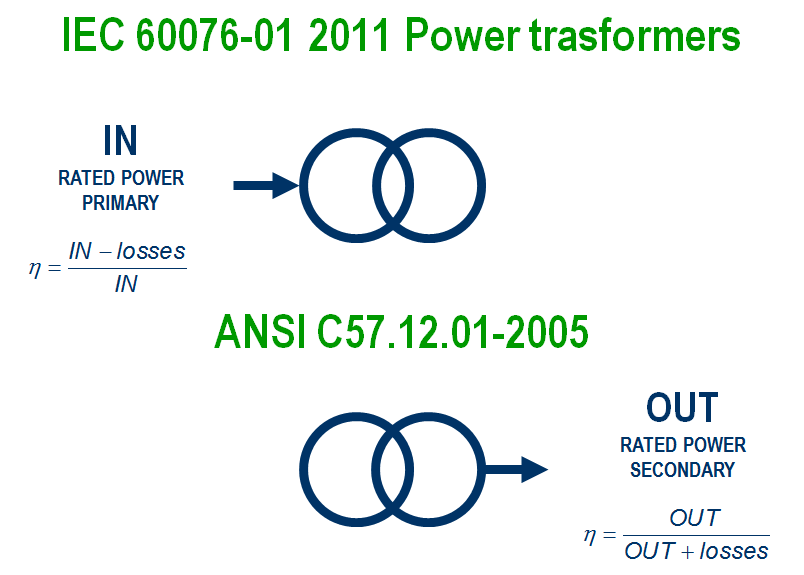 IEC 60076-01 2011 Power trasformers
IN
RATED POWER
PRIMARY
η = IN − losses / IN
ANSI C57.12.01-2005
OUT
RATED POWER
SECONDARY
η = OUT / OUT + losses